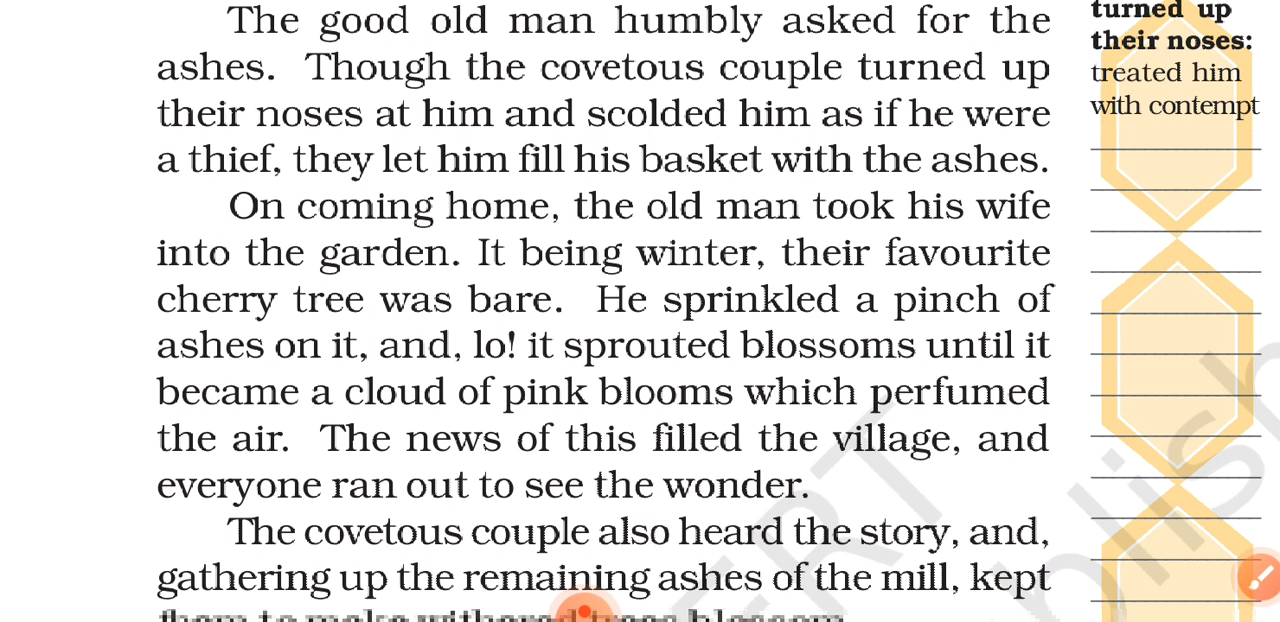 The good old man humbly asked for the
ashes. Though the covetous couple turned up
their noses at him and scolded him as if he were
a thief, they let him fill his basket with the ashes.
On coming home, the old man took his wife
into the garden. It being winter, their favourite
cherry tree was bare. He sprinkled a pinch of
ashes on it, and, lo! it sprouted blossoms until it
became a cloud of pink blooms which perfumed
the air. The news of this filled the village, and
everyone ran out to see the wonder.
The covetous couple also heard the story, and,
gathering up the remaining ashes of the mill, kept
them to make withered trees blossom.
turned up
their noses:
treated him
with contempt